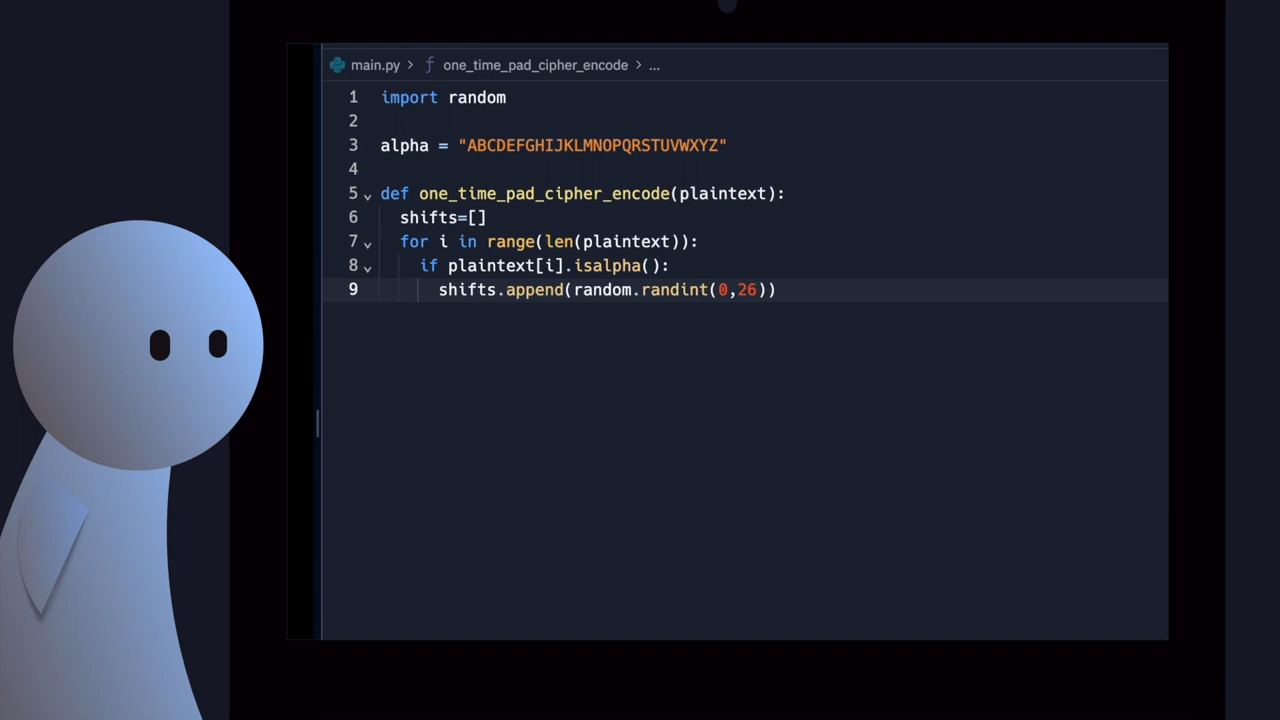 main.py > ƒ one_time_pad_cipher_encode > ...
1 import random
2
3 alpha = "ABCDEFGHIJKLMNOPQRSTUVWXYZ"
4
5 def one_time_pad_cipher_encode(plaintext):
6 shifts=[]
7 for i in range(len(plaintext)):
8 if plaintext[i].isalpha():
9 shifts.append(random.randint(0,26))